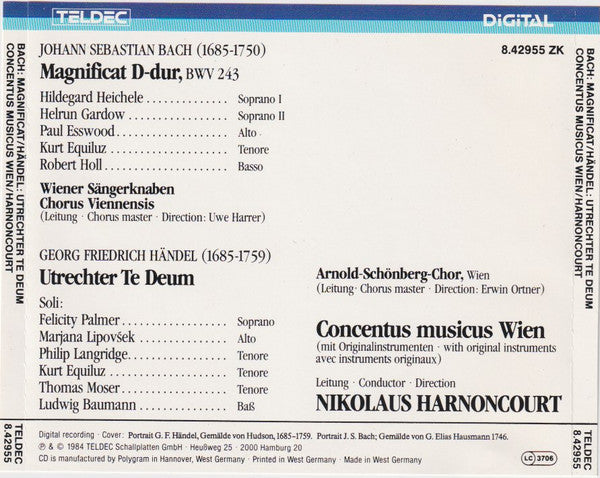 TELDEC
DIGITAL
JOHANN SEBASTIAN BACH (1685-1750)
8.42955 ZK
Magnificat D-dur, BWV 243
Hildegard Heichele .............. Soprano I
Helrun Gardow .................. Soprano II
Paul Esswood ................... Alto
Kurt Equiluz .................... Tenore
Robert Holl ..................... Basso
Wiener Sängerknaben
Chorus Viennensis
(Leitung · Chorus master · Direction: Uwe Harrer)
GEORG FRIEDRICH HÄNDEL (1685-1759)
Utrechter Te Deum
Soli:
Felicity Palmer .................. Soprano
Marjana Lipovšek ............... Alto
Philip Langridge ................. Tenore
Kurt Equiluz .................... Tenore
Thomas Moser .................. Tenore
Ludwig Baumann ............... Baß
Arnold-Schönberg-Chor, Wien
(Leitung · Chorus master · Direction: Erwin Ortner)
Concentus musicus Wien
(mit Originalinstrumenten · with original instruments
avec instruments originaux)
Leitung · Conductor · Direction
NIKOLAUS HARNONCOURT
Digital recording · Cover: Portrait G. F. Händel, Gemälde von Hudson, 1685–1759. Portrait J. S. Bach; Gemälde von G. Elias Hausmann 1746.
℗ & © 1984 TELDEC Schallplatten GmbH · Heußweg 25 · 2000 Hamburg 20
CD is manufactured by Polygram in Hannover, West Germany · Printed in West Germany · Made in West Germany
LC 3706
BACH: MAGNIFICAT/HÄNDEL: UTRECHTER TE DEUM
CONCENTUS MUSICUS WIEN/HARNONCOURT
TELDEC
8.42955
BACH: MAGNIFICAT/HÄNDEL: UTRECHTER TE DEUM
CONCENTUS MUSICUS WIEN/HARNONCOURT
TELDEC
8.42955